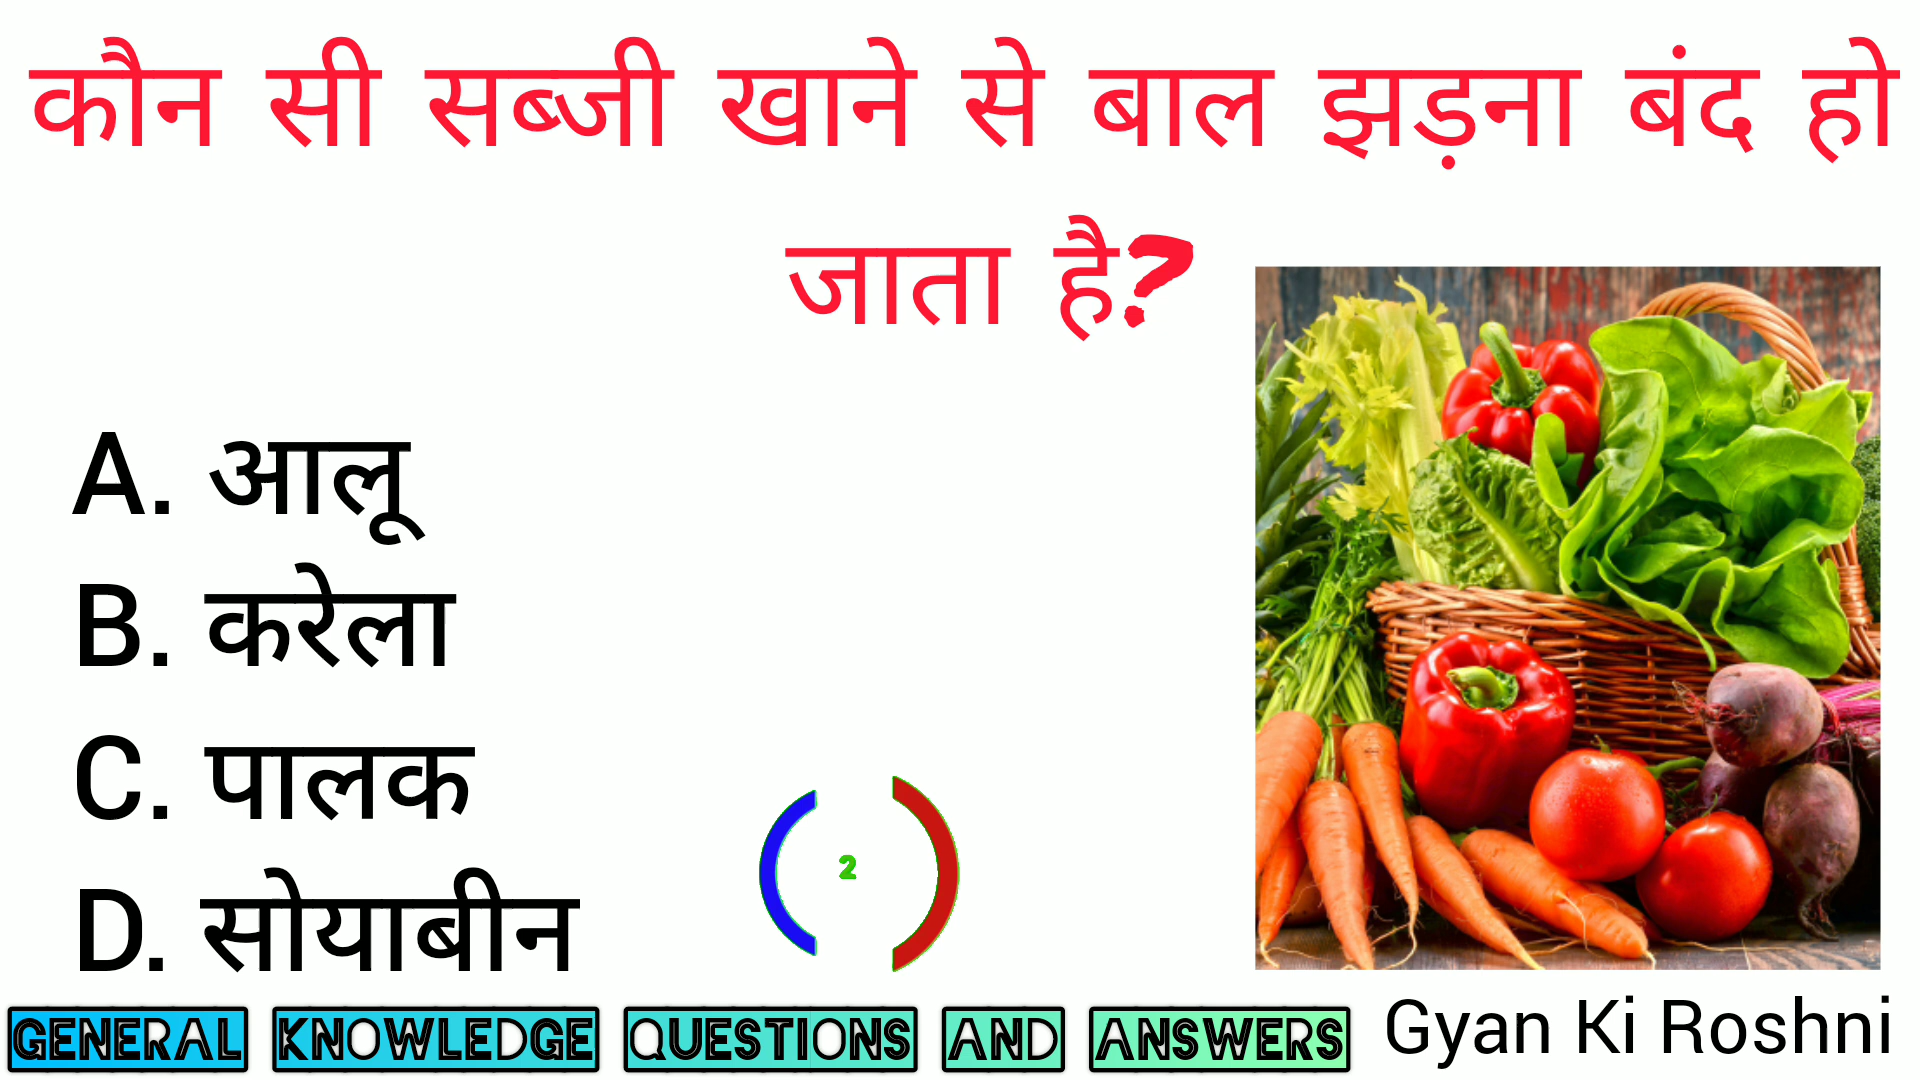 कौन सी सब्जी खाने से बाल झड़ना बंद हो
जाता है?
A. आलू
B. करेला
C. पालक
D. सोयाबीन
2
GENERAL KNOWLEDGE QUESTIONS AND ANSWERS
Gyan Ki Roshni